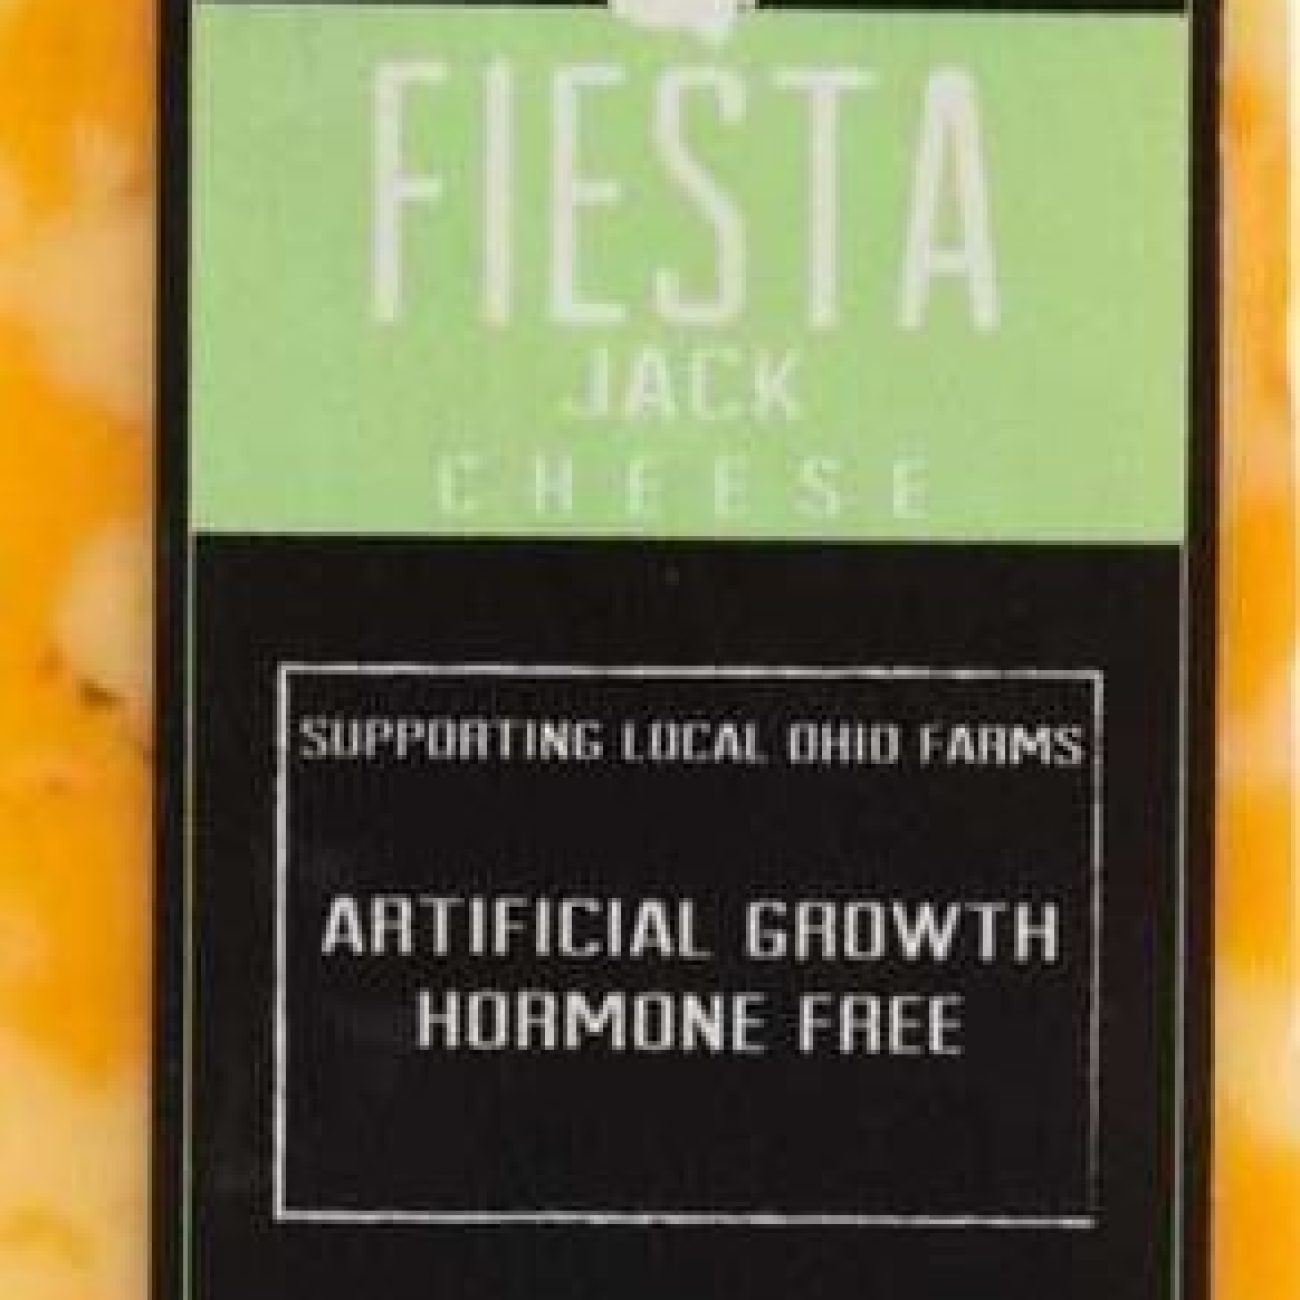 FIESTA
JACK
CHEESE
SUPPORTING LOCAL OHIO FARMS
ARTIFICIAL GROWTH
HORMONE FREE